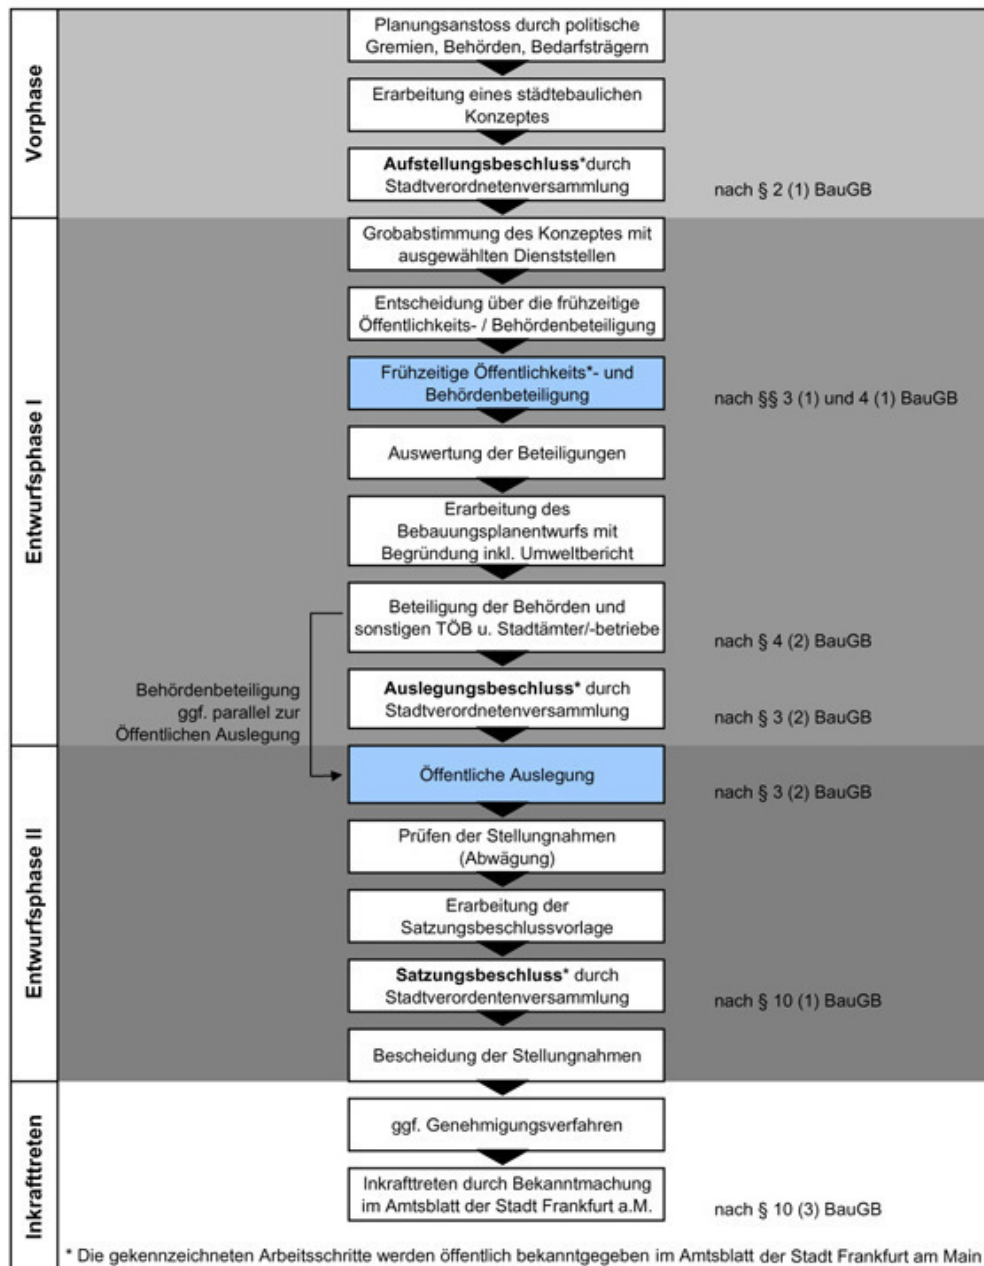 Vorphase
Planungsanstoss durch politische
Gremien, Behörden, Bedarfsträgern
Erarbeitung eines städtebaulichen
Konzeptes
Aufstellungsbeschluss*durch
Stadtverordnetenversammlung
nach § 2 (1) BauGB
Entwurfsphase I
Grobabstimmung des Konzeptes mit
ausgewählten Dienststellen
Entscheidung über die frühzeitige
Öffentlichkeits- / Behördenbeteiligung
Frühzeitige Öffentlichkeits*- und
Behördenbeteiligung
nach §§ 3 (1) und 4 (1) BauGB
Auswertung der Beteiligungen
Erarbeitung des
Bebauungsplanentwurfs mit
Begründung inkl. Umweltbericht
Beteiligung der Behörden und
sonstigen TÖB u. Stadtämter/-betriebe
nach § 4 (2) BauGB
Behördenbeteiligung
ggf. parallel zur
Öffentlichen Auslegung
Auslegungsbeschluss* durch
Stadtverordnetenversammlung
nach § 3 (2) BauGB
Entwurfsphase II
Öffentliche Auslegung
nach § 3 (2) BauGB
Prüfen der Stellungnahmen
(Abwägung)
Erarbeitung der
Satzungsbeschlussvorlage
Satzungsbeschluss* durch
Stadtverordentenversammlung
nach § 10 (1) BauGB
Bescheidung der Stellungnahmen
Inkrafttreten
ggf. Genehmigungsverfahren
Inkrafttreten durch Bekanntmachung
im Amtsblatt der Stadt Frankfurt a.M.
nach § 10 (3) BauGB
* Die gekennzeichneten Arbeitsschritte werden öffentlich bekanntgegeben im Amtsblatt der Stadt Frankfurt am Main